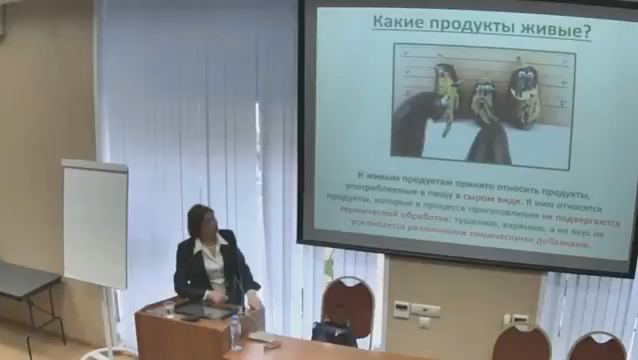 Какие продукты живые?
К живым продуктам принято относить продукты,
употребляемые в пищу в сыром виде. К ним относятся
продукты, которые в процессе приготовления не подвергаются
термической обработке: тушению, варению, а их вкус не
усиливается различными химическими добавками.